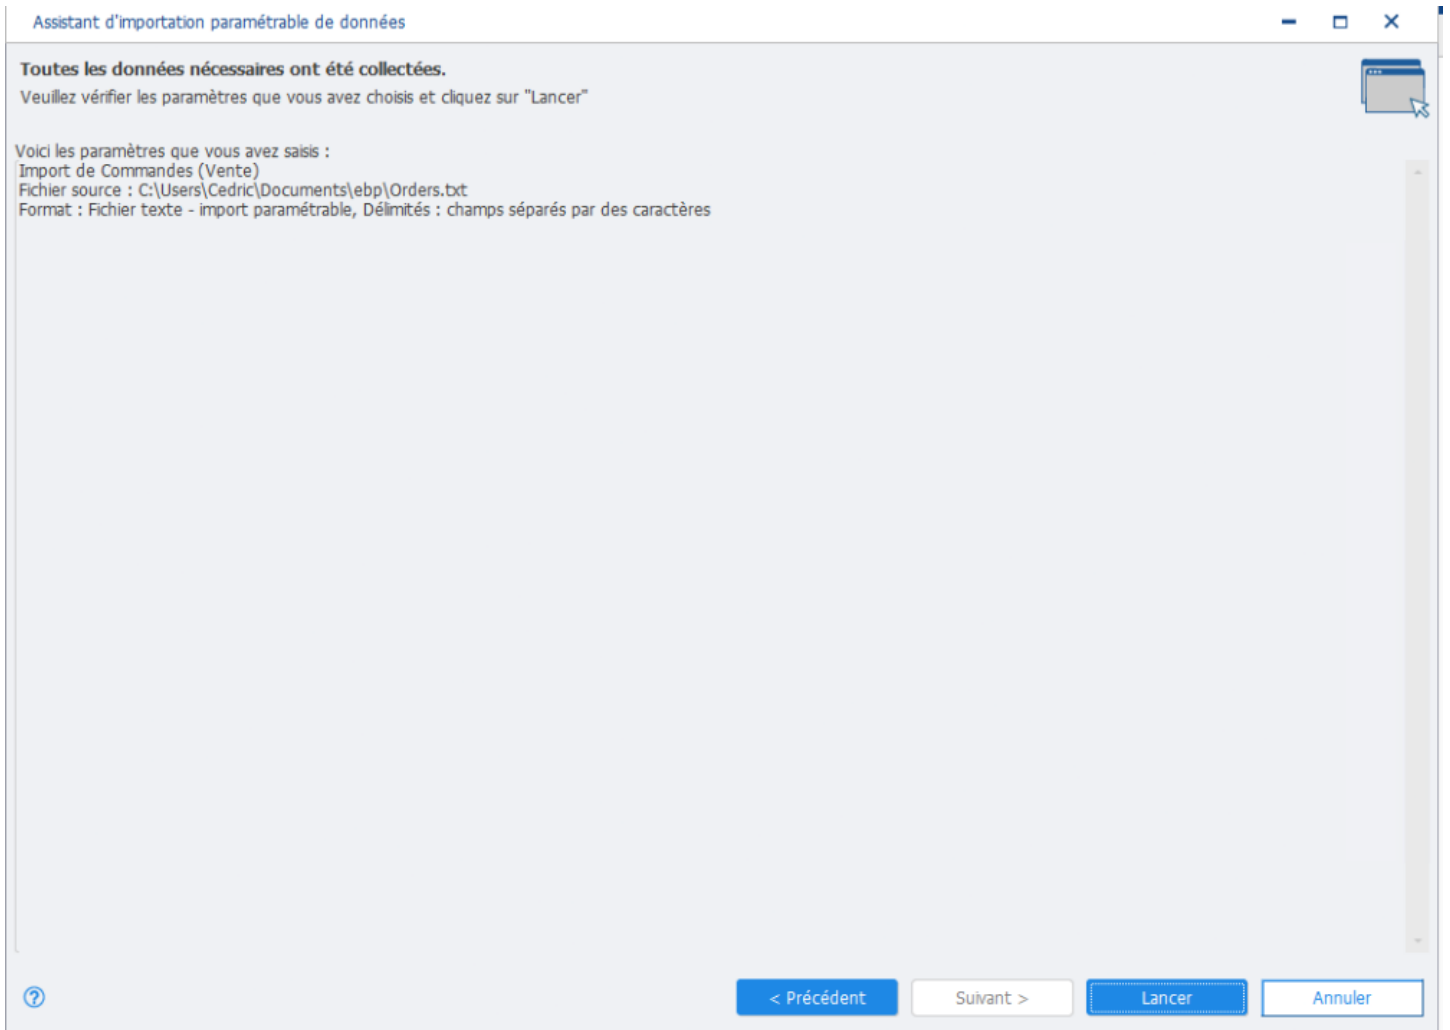 Assistant d'importation paramétrable de données
Toutes les données nécessaires ont été collectées.
Veuillez vérifier les paramètres que vous avez choisis et cliquez sur "Lancer"
Voici les paramètres que vous avez saisis :
Import de Commandes (Vente)
Fichier source : C:\Users\Cedric\Documents\ebp\Orders.txt
Format : Fichier texte - import paramétrable, Délimités : champs séparés par des caractères
< Précédent
Suivant >
Lancer
Annuler